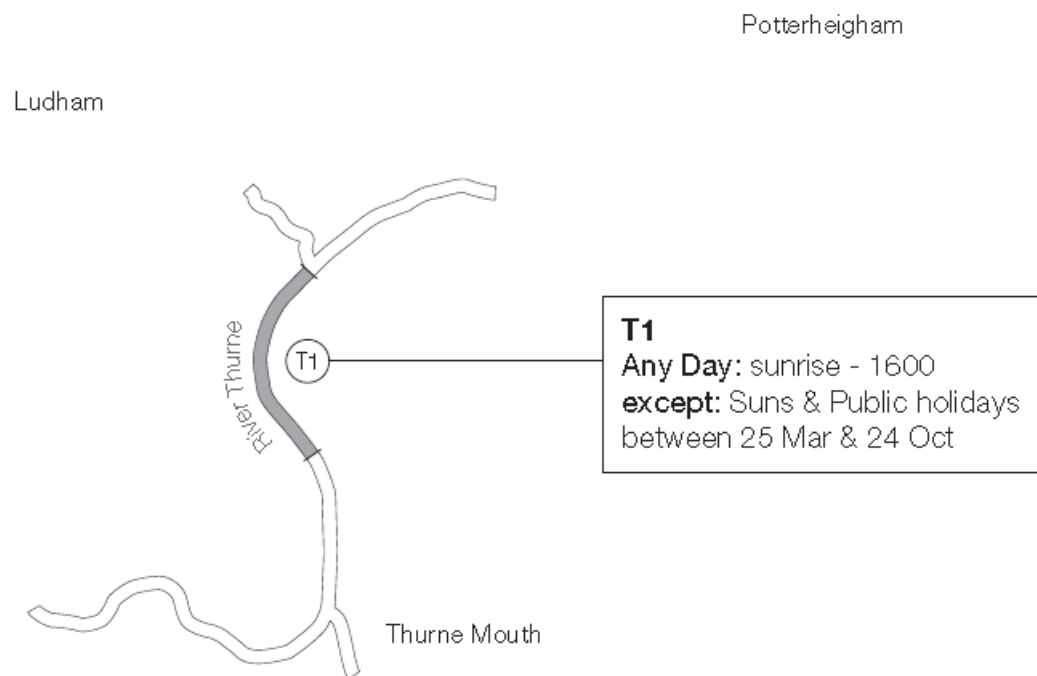 Potterheigham
Ludham
River Thurne
T1
T1
Any Day: sunrise - 1600
except: Suns & Public holidays
between 25 Mar & 24 Oct
Thurne Mouth